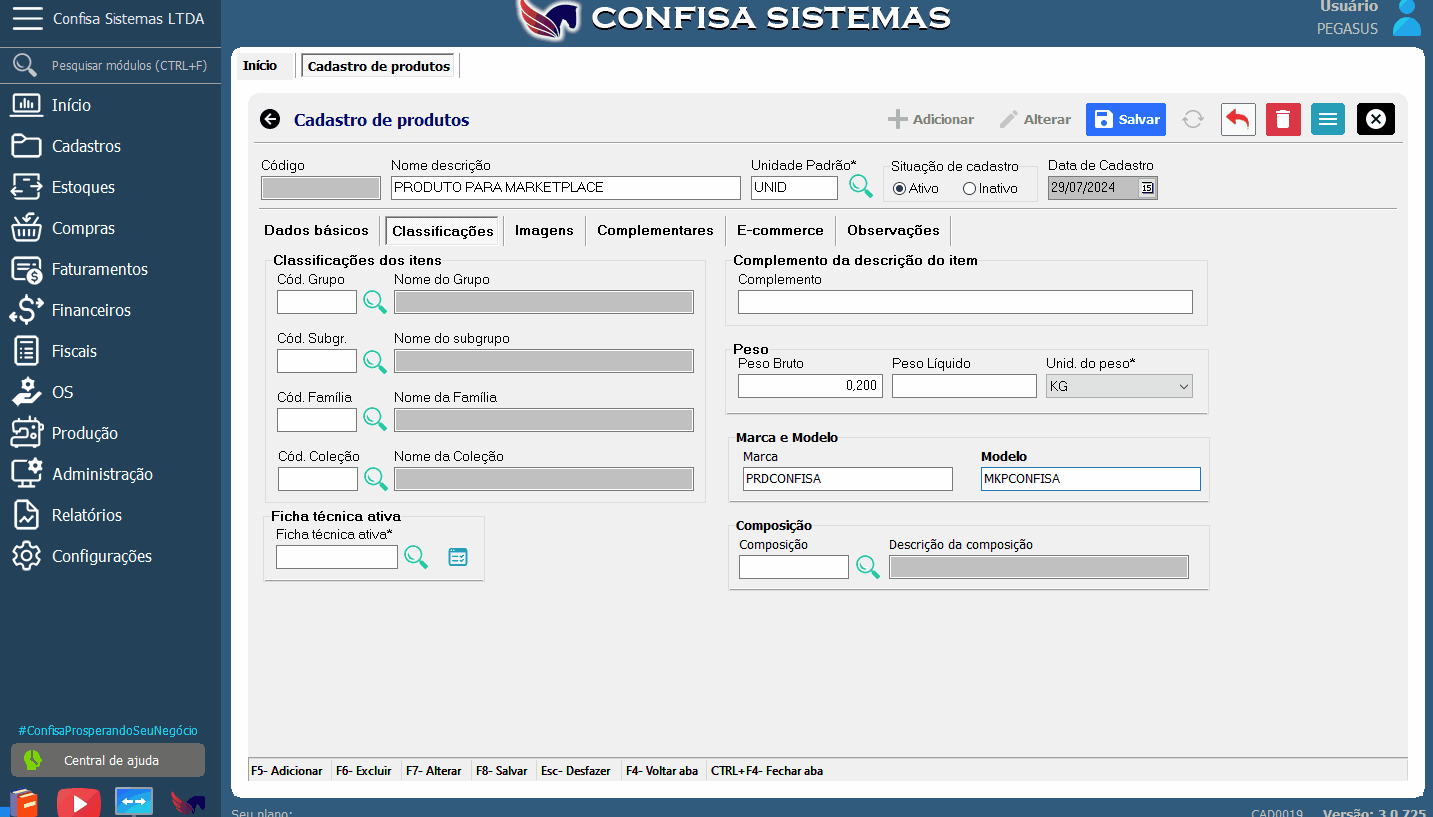 Confisa Sistemas LTDA
CONFISA SISTEMAS
Usuário
PEGASUS
Pesquisar módulos (CTRL+F)
Início
Cadastros
Estoques
Compras
Faturamentos
Financeiros
Fiscais
OS
Produção
Administração
Relatórios
Configurações
#ConfisaProsperandoSeuNegócio
Central de ajuda
Início Cadastro de produtos
Cadastro de produtos Adicionar Alterar Salvar
Código Nome descrição Unidade Padrão* Situação de cadastro Data de Cadastro
PRODUTO PARA MARKETPLACE UNID Ativo Inativo 29/07/2024 15
Dados básicos Classificações Imagens Complementares E-commerce Observações
Classificações dos itens
Cód. Grupo Nome do Grupo
Cód. Subgr. Nome do subgrupo
Cód. Família Nome da Família
Cód. Coleção Nome da Coleção
Ficha técnica ativa
Ficha técnica ativa*
Complemento da descrição do item
Complemento
Peso
Peso Bruto Peso Líquido Unid. do peso*
0,200 KG
Marca e Modelo
Marca Modelo
PRDCONFISA MKPCONFISA
Composição
Composição Descrição da composição
F5- Adicionar F6- Excluir F7- Alterar F8- Salvar Esc- Desfazer F4- Voltar aba CTRL+F4- Fechar aba
Seu plano: CAD0019 Versão: 3.0.725